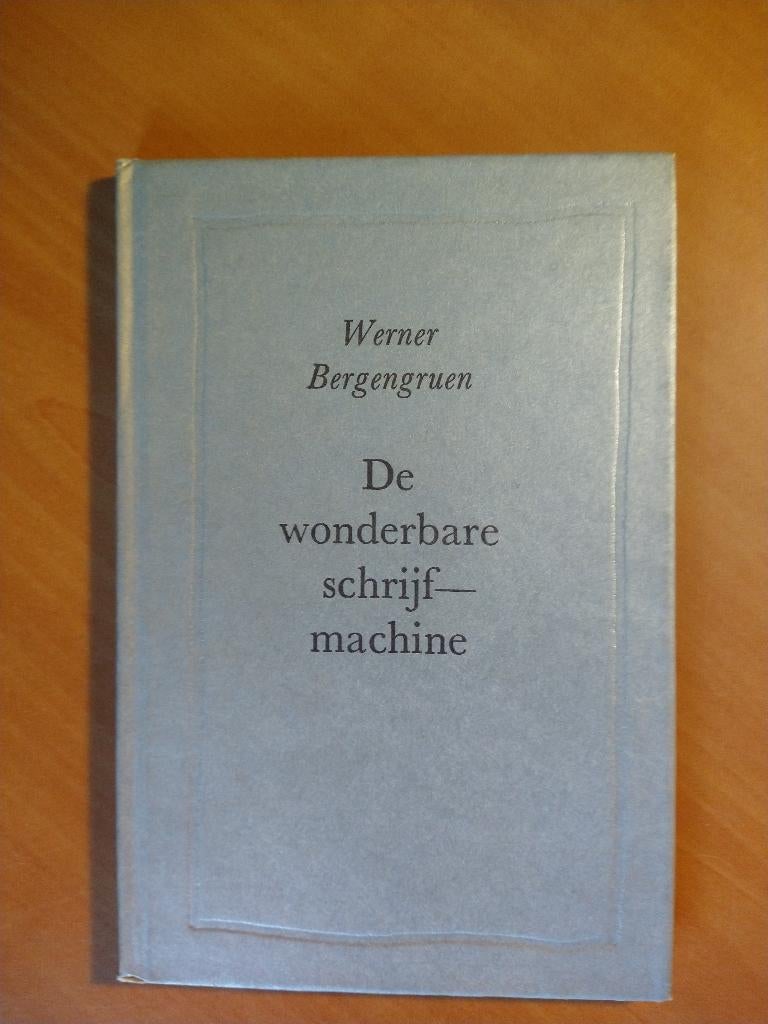 Werner
Bergengruen
De
wonderbare
schrijf—
machine